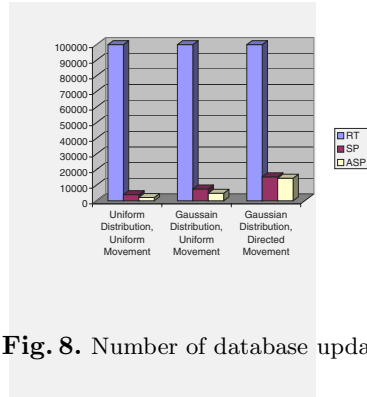 100000
90000
80000
70000
60000
50000
40000
30000
20000
10000
0
Uniform
Distribution,
Uniform
Movement
Gaussain
Distribution,
Uniform
Movement
Gaussian
Distribution,
Directed
Movement
RT
SP
ASP
Fig. 8. Number of database upda